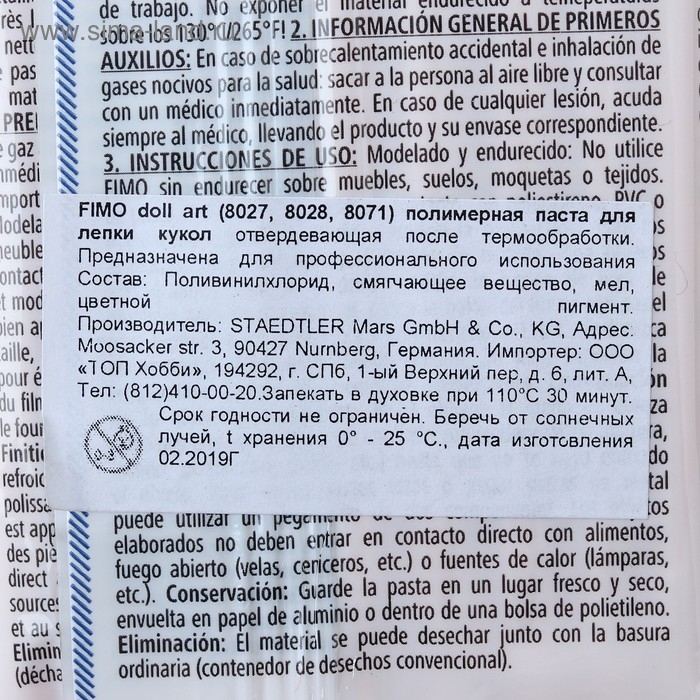 de trabajo. No exponer el material endurecido a temperaturas
sobre los 130°C/265°F! 2. INFORMACIÓN GENERAL DE PRIMEROS
AUXILIOS: En caso de sobrecalentamiento accidental e inhalación de
gases nocivos para la salud: sacar a la persona al aire libre y consultar
con un médico inmediatamente. En caso de cualquier lesión, acuda
siempre al médico, llevando el producto y su envase correspondiente.
3. INSTRUCCIONES DE USO: Modelado y endurecido: No utilice
FIMO sin endurecer sobre muebles, suelos, moquetas o tejidos.
poliestireno, PVC o
FIMO doll art (8027, 8028, 8071) полимерная паста для
лепки кукол отвердевающая после термообработки.
Предназначена для профессионального использования
Состав: Поливинилхлорид, смягчающее вещество, мел,
цветной пигмент.
Производитель: STAEDTLER Mars GmbH & Co., KG, Адрес:
Moosacker str. 3, 90427 Nurnberg, Германия. Импортер: ООО
«ТОП Хобби», 194292, г. СПб, 1-ый Верхний пер, д. 6, лит. А,
Тел: (812)410-00-20.Запекать в духовке при 110°С 30 минут.
Срок годности не ограничен. Беречь от солнечных
лучей, t хранения 0° - 25 °С., дата изготовления
02.2019Г
0-3
puede utilizar un pegamento de dos
elaborados no deben entrar en contacto directo con alimentos,
fuego abierto (velas, ceniceros, etc.) o fuentes de calor (lámparas,
etc.). Conservación: Guarde la pasta en un lugar fresco y seco,
envuelta en papel de aluminio o dentro de una bolsa de polietileno.
Eliminación: El material se puede desechar junto con la basura
ordinaria (contenedor de desechos convencional).